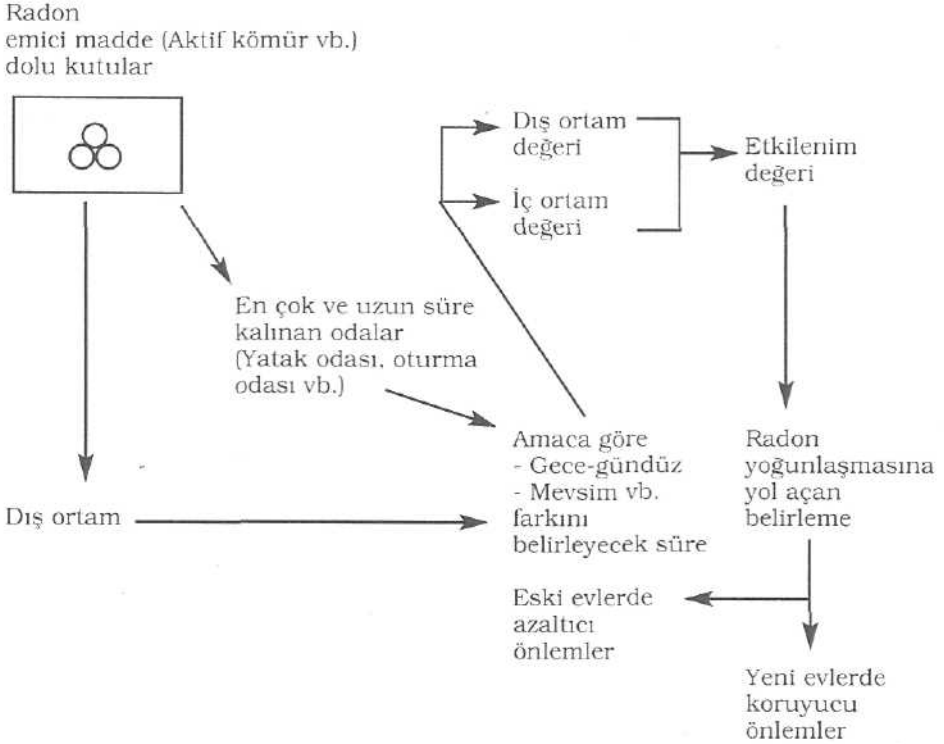 Radon
emici madde (Aktif kömür vb.)
dolu kutular
Dış ortam
değeri
İç ortam
değeri
Etkilenim
değeri
En çok ve uzun süre
kalınan odalar
(Yatak odası, oturma
odası vb.)
Amaca göre
- Gece-gündüz
- Mevsim vb.
farkını
belirleyecek süre
Radon
yoğunlaşmasına
yol açan
belirleme
Dış ortam
Eski evlerde
azaltıcı
önlemler
Yeni evlerde
koruyucu
önlemler